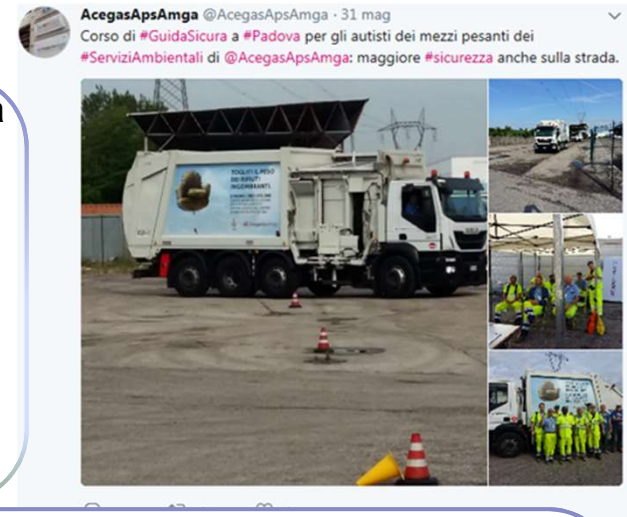 AcegasApsAmga @AcegasApsAmga · 31 mag
Corso di #GuidaSicura a #Padova per gli autisti dei mezzi pesanti dei
#ServiziAmbientali di @AcegasApsAmga: maggiore #sicurezza anche sulla strada.
TOGLITI IL PESO
DEI RIFIUTI
INGOMBRANTI.